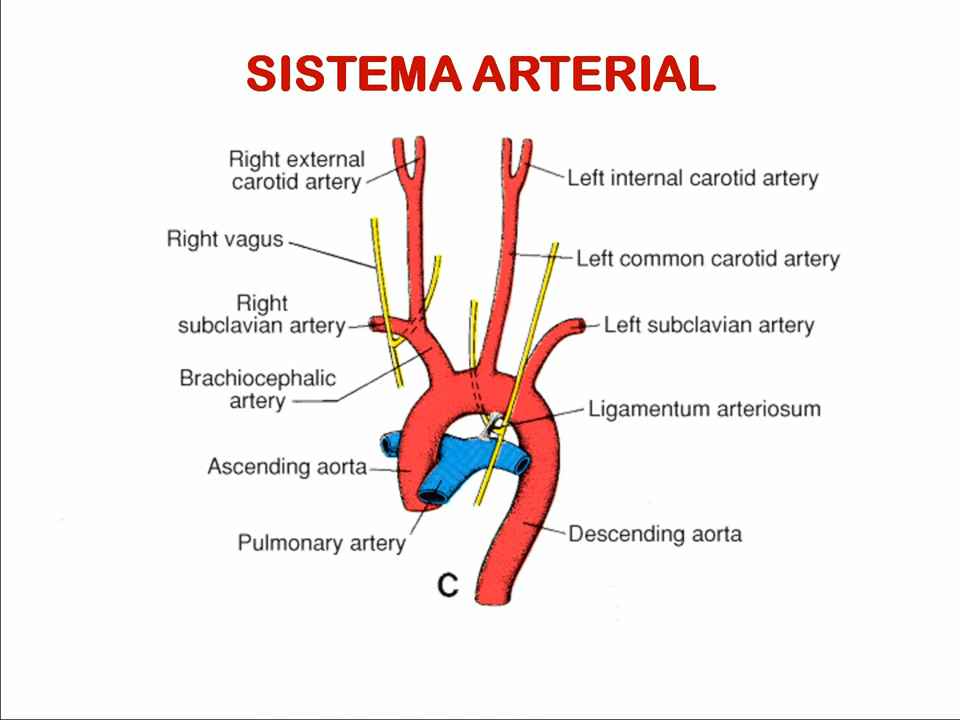 SISTEMA ARTERIAL
Right external
carotid artery
Left internal carotid artery
Right vagus
Left common carotid artery
Right
subclavian artery
Left subclavian artery
Brachiocephalic
artery
Ligamentum arteriosum
Ascending aorta
Pulmonary artery
Descending aorta
C